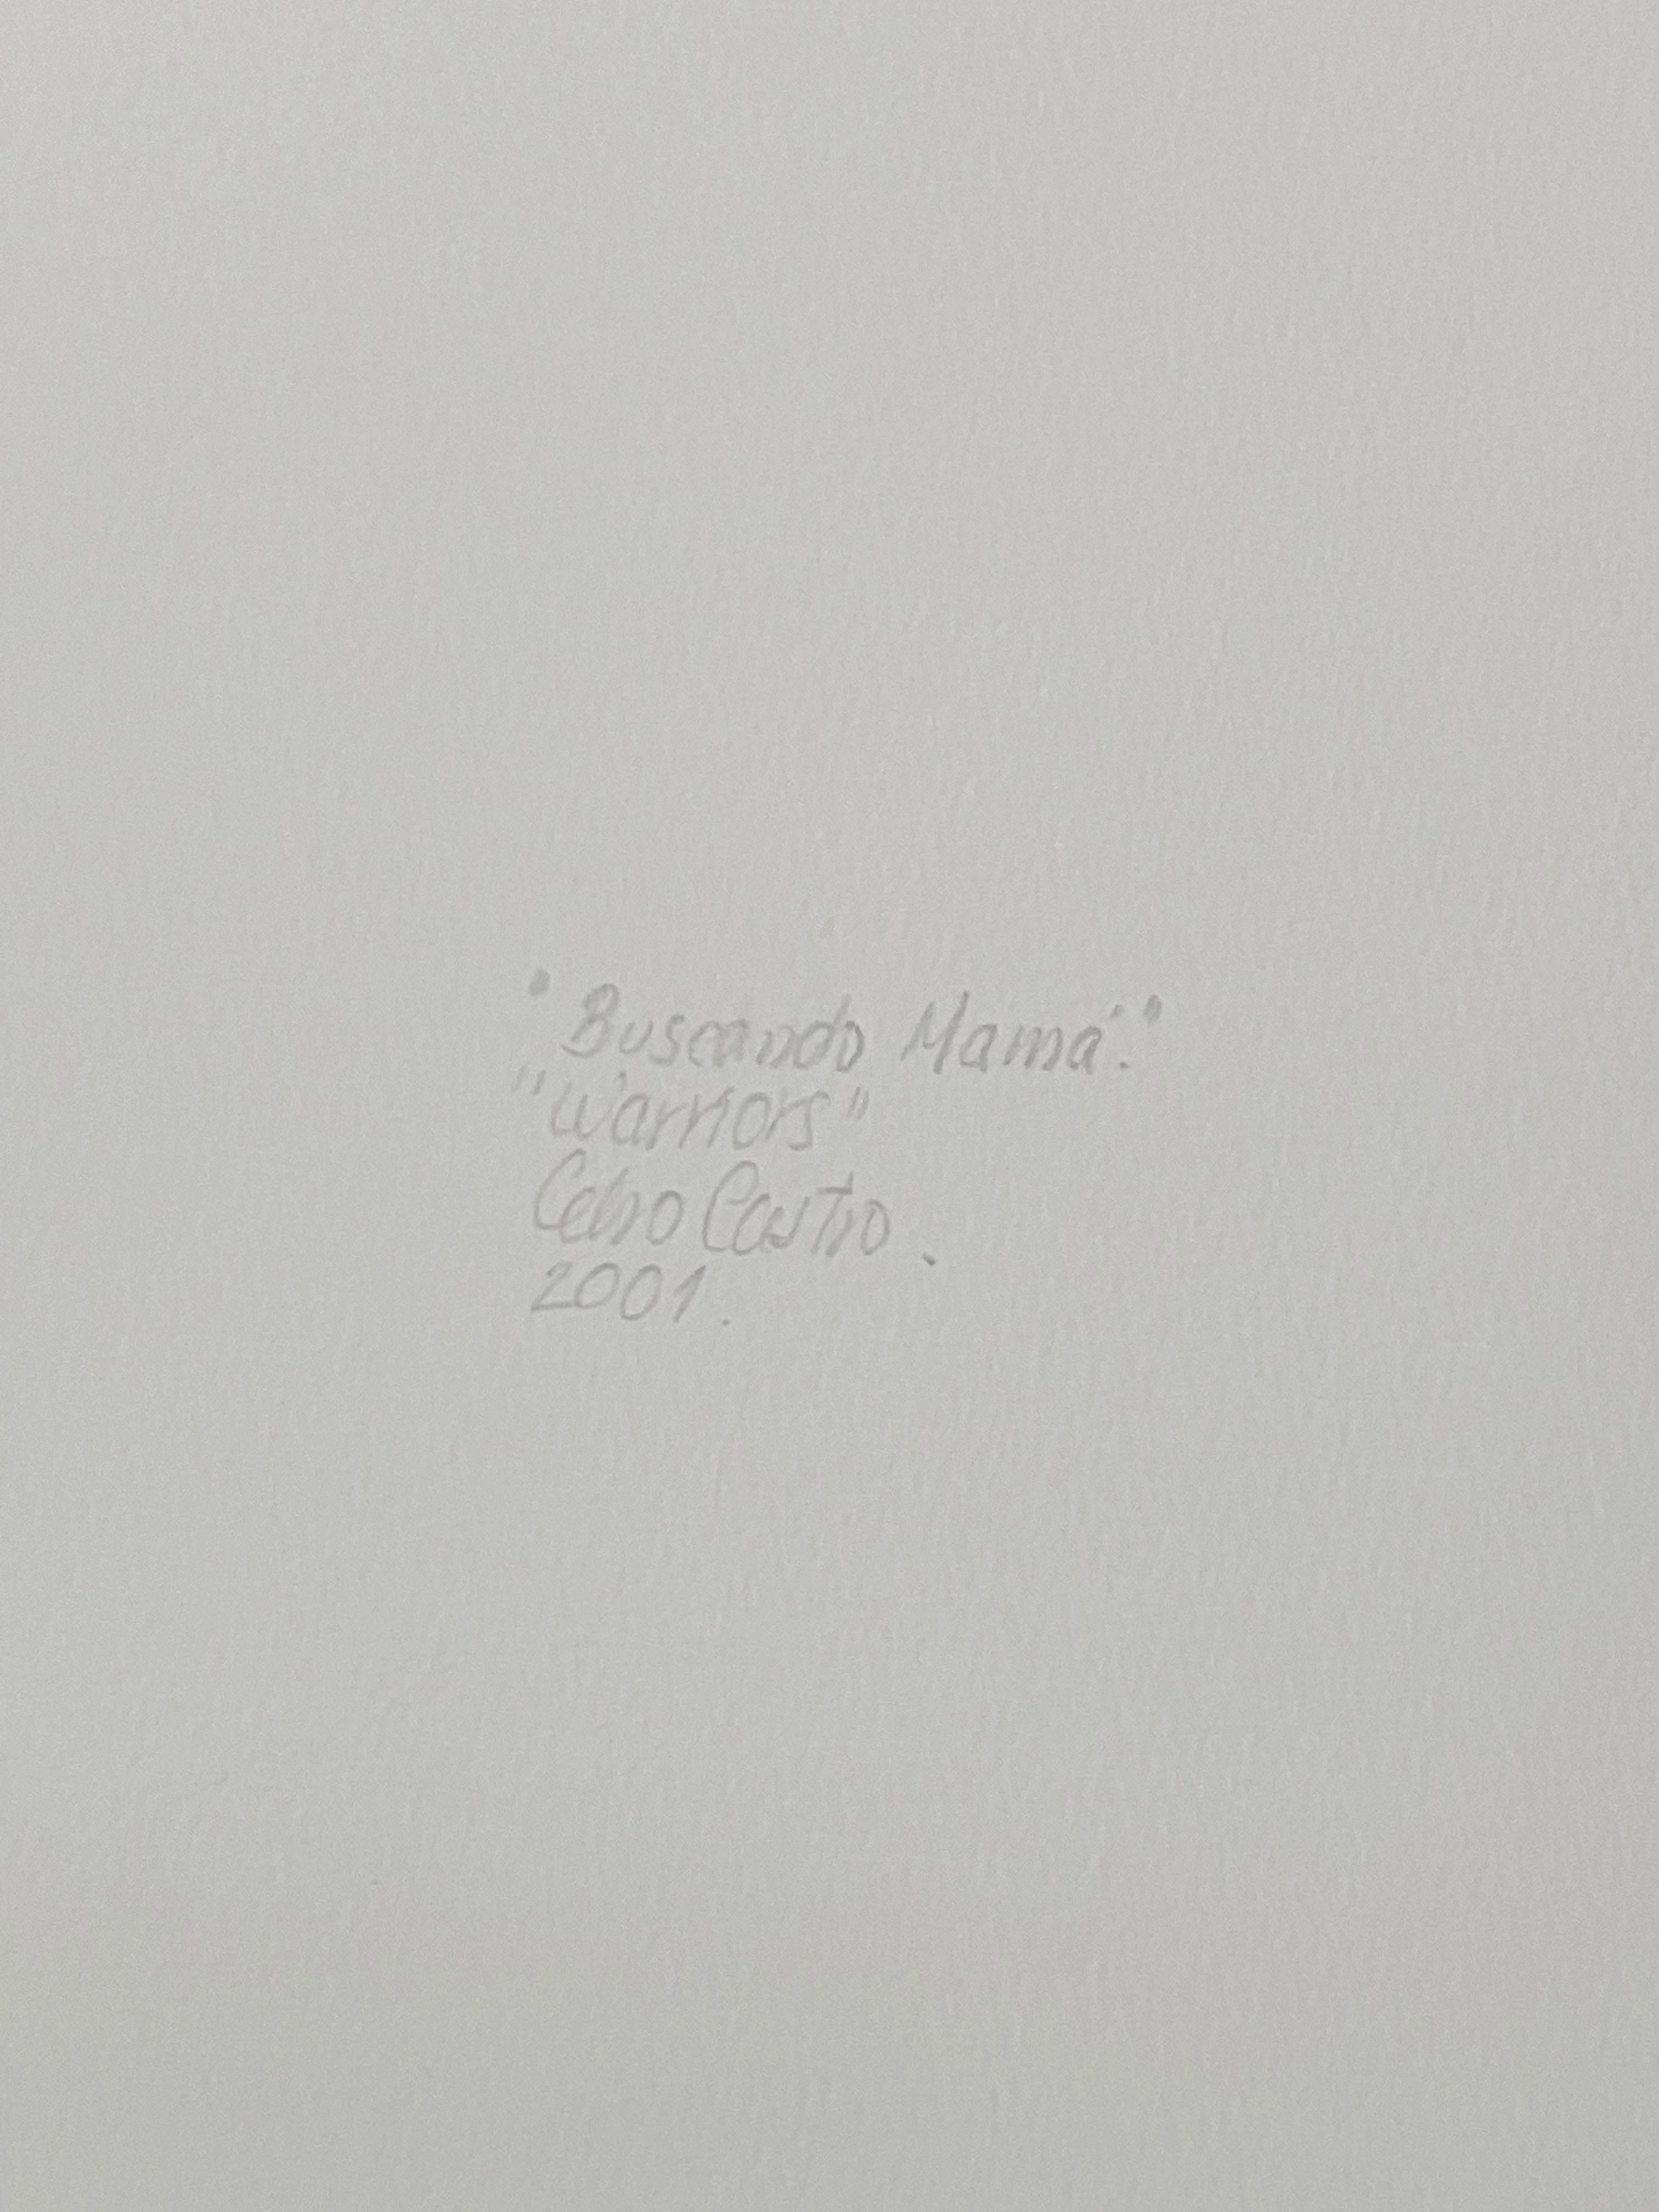 "Buscando Mamá."
"Warriors"
Celso Castro.
2001.